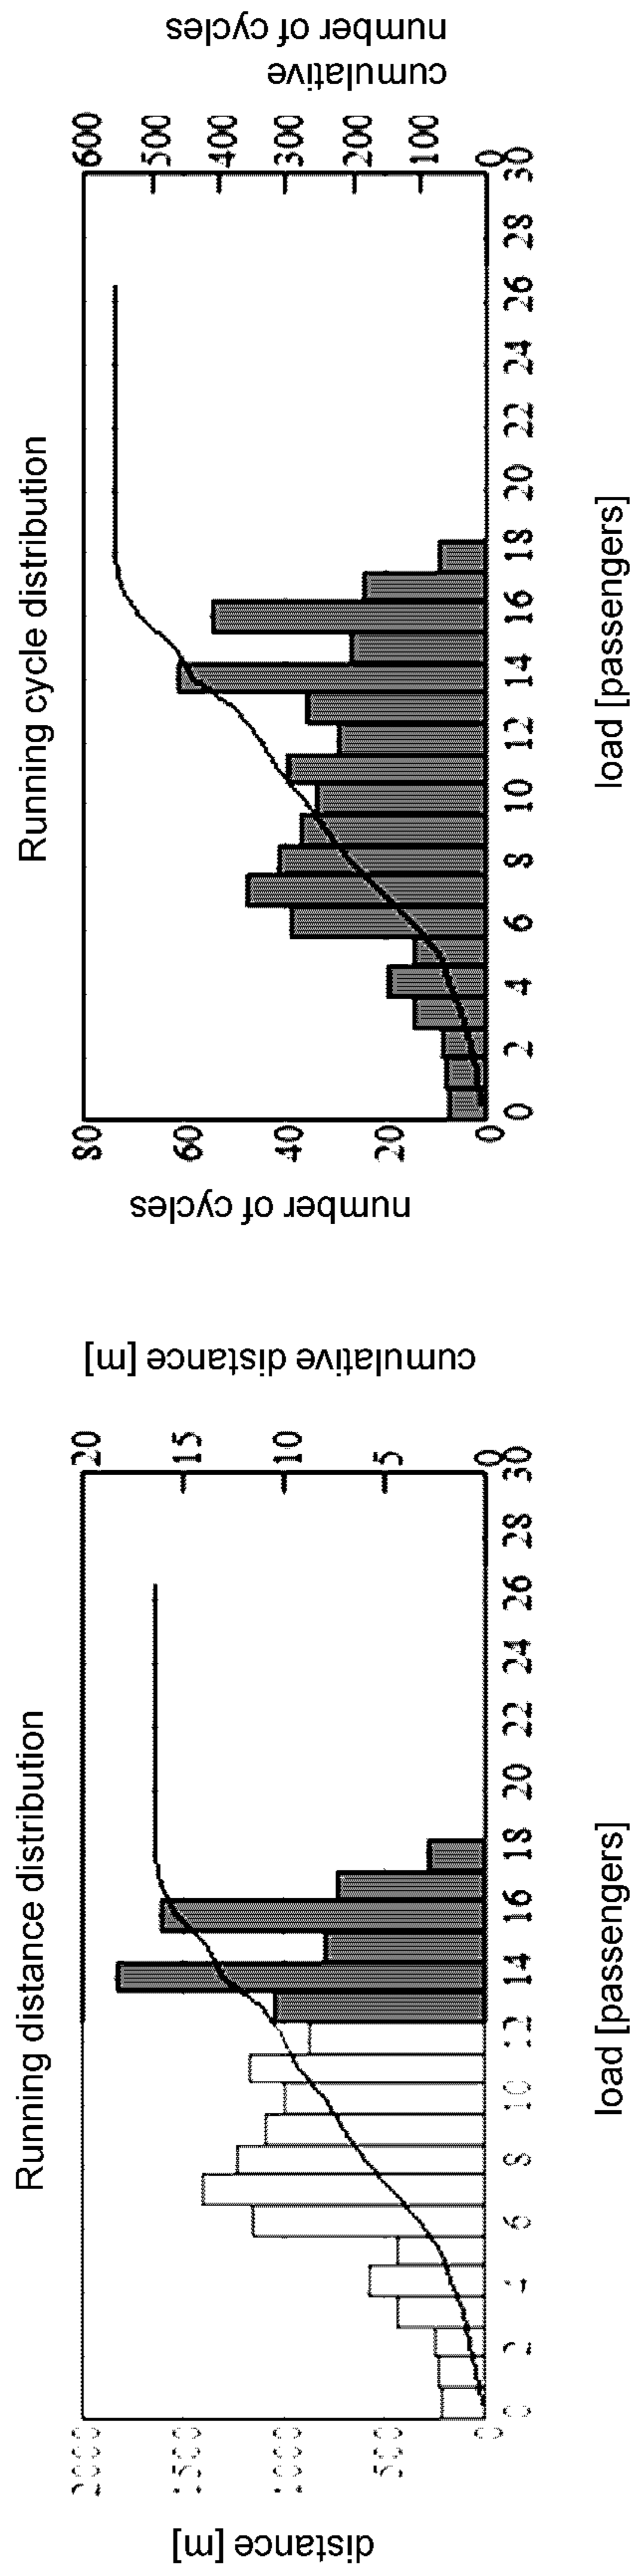 Running distance distribution
distance [m]
2000
1500
1000
500
0
20
15
10
5
0
cumulative distance [m]
0 2 4 6 8 10 12 14 16 18 20 22 24 26 28 30
load [passengers]
Running cycle distribution
number of cycles
80
60
40
20
0
600
500
400
300
200
100
0
cumulative
number of cycles
0 2 4 6 8 10 12 14 16 18 20 22 24 26 28 30
load [passengers]